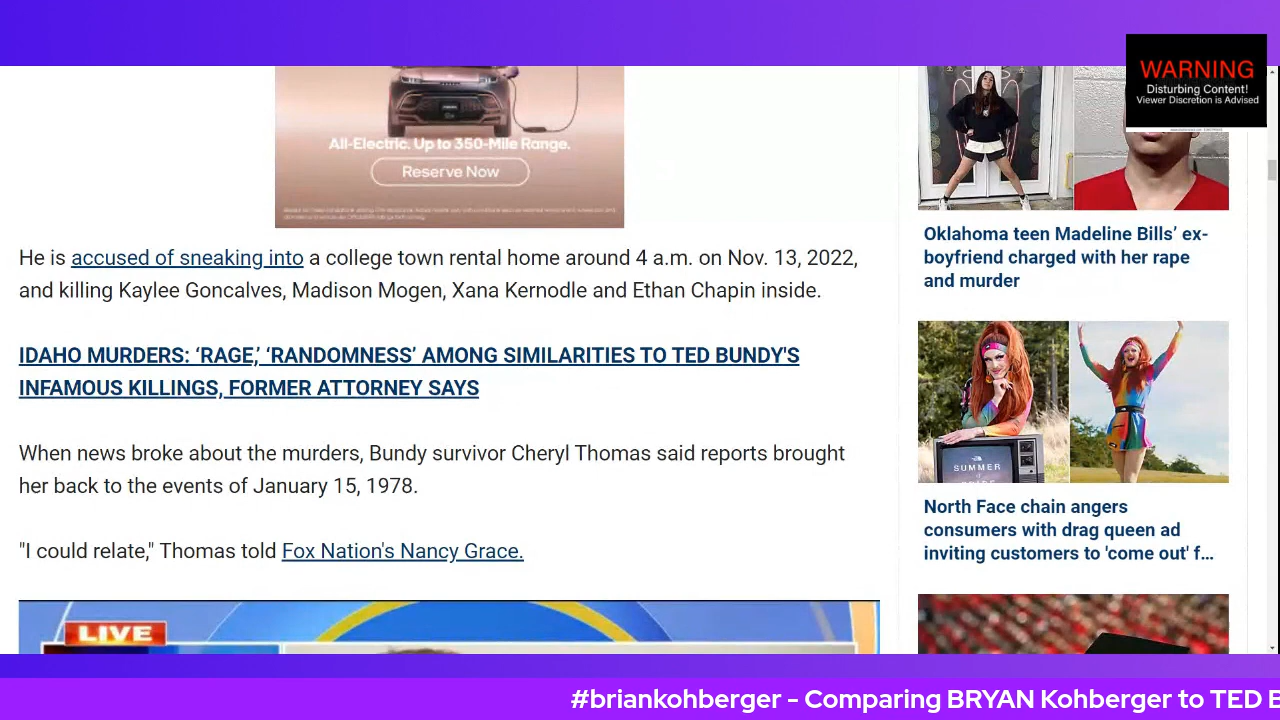 WARNING
Disturbing Content!
Viewer Discretion is Advised
All-Electric. Up to 350-Mile Range.
Reserve Now
He is accused of sneaking into a college town rental home around 4 a.m. on Nov. 13, 2022,
and killing Kaylee Goncalves, Madison Mogen, Xana Kernodle and Ethan Chapin inside.
IDAHO MURDERS: ‘RAGE,’ ‘RANDOMNESS’ AMONG SIMILARITIES TO TED BUNDY'S
INFAMOUS KILLINGS, FORMER ATTORNEY SAYS
When news broke about the murders, Bundy survivor Cheryl Thomas said reports brought
her back to the events of January 15, 1978.
"I could relate," Thomas told Fox Nation's Nancy Grace.
LIVE
Oklahoma teen Madeline Bills’ ex-
boyfriend charged with her rape
and murder
SUMMER
North Face chain angers
consumers with drag queen ad
inviting customers to 'come out' f...
#briankohberger - Comparing BRYAN Kohberger to TED B